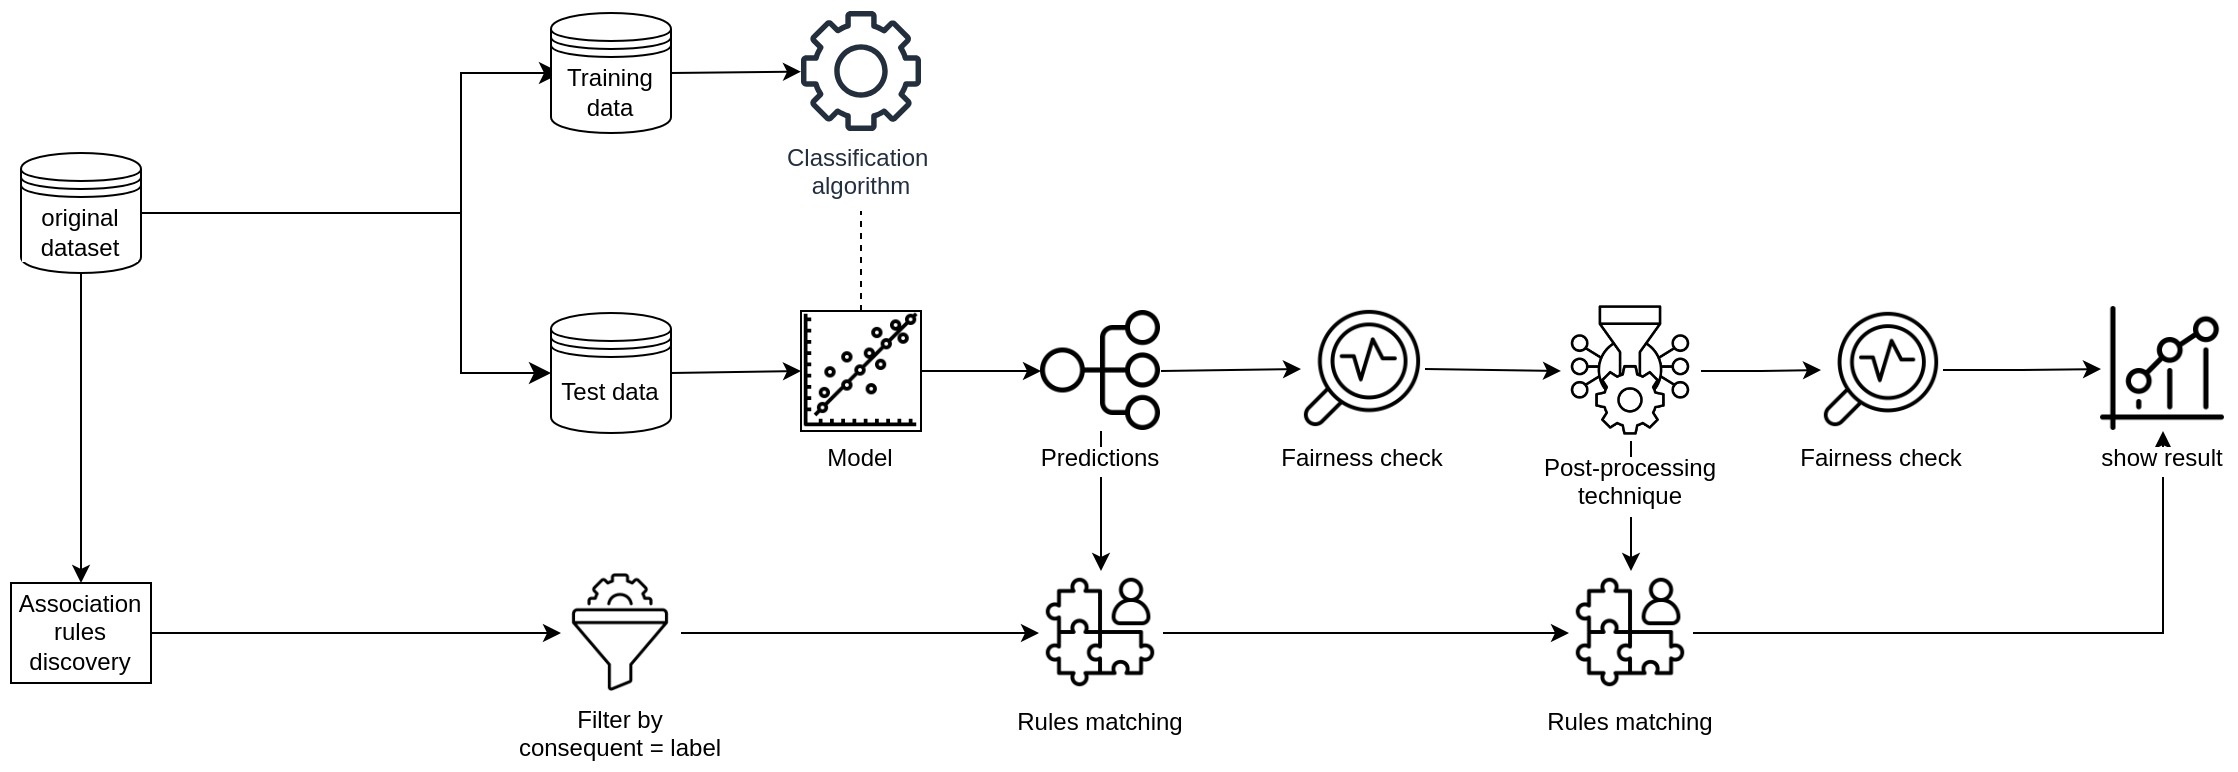 Training
data
Classification
algorithm
original
dataset
Test data
Model
Predictions
Fairness check
Post-processing
technique
Fairness check
show result
Association
rules
discovery
Filter by
consequent = label
Rules matching
Rules matching